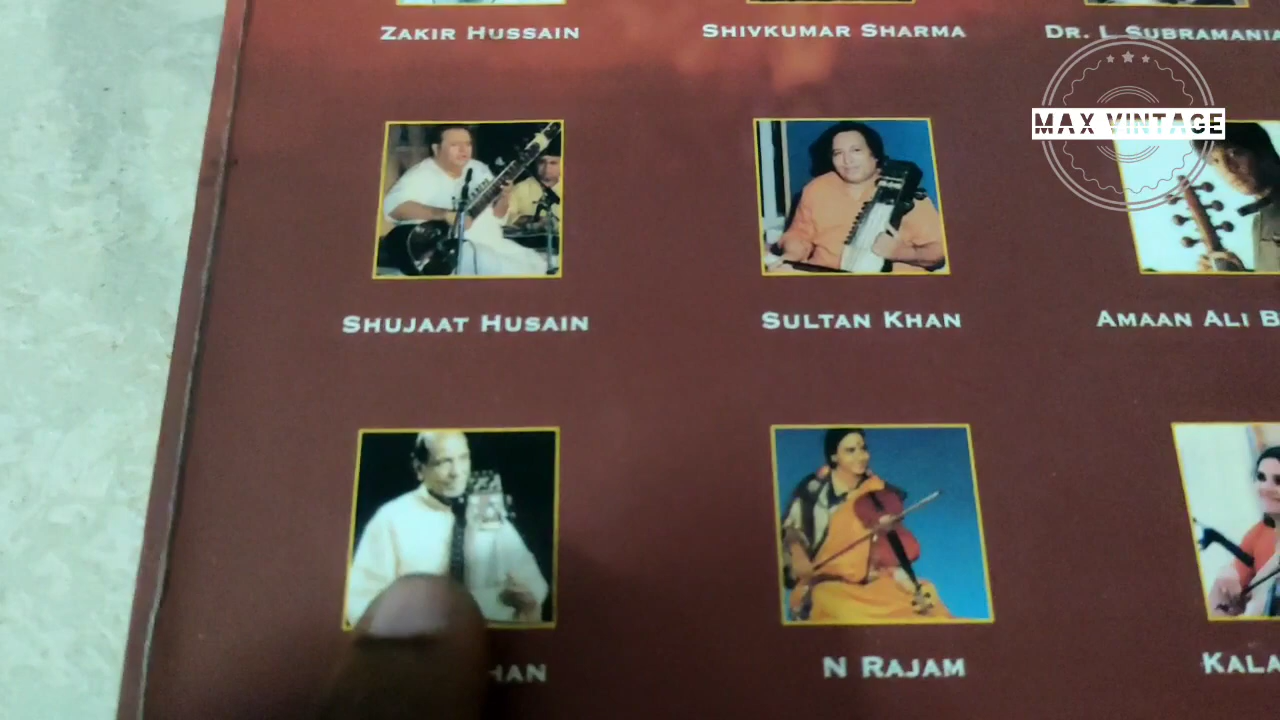 ZAKIR HUSSAIN
SHIVKUMAR SHARMA
DR. L SUBRAMANIA
MAX VINTAGE
SHUJAAT HUSAIN
SULTAN KHAN
AMAAN ALI B
HAN
N RAJAM
KALA